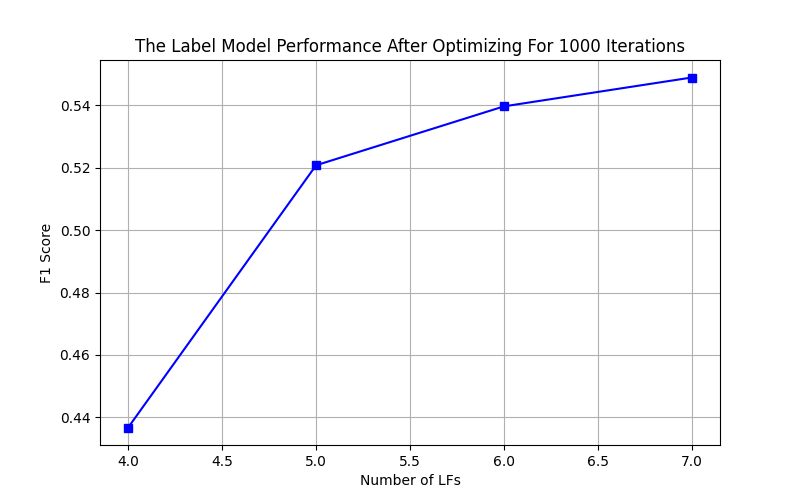 The Label Model Performance After Optimizing For 1000 Iterations
0.54
0.52
0.50
0.48
0.46
0.44
F1 Score
4.0 4.5 5.0 5.5 6.0 6.5 7.0
Number of LFs